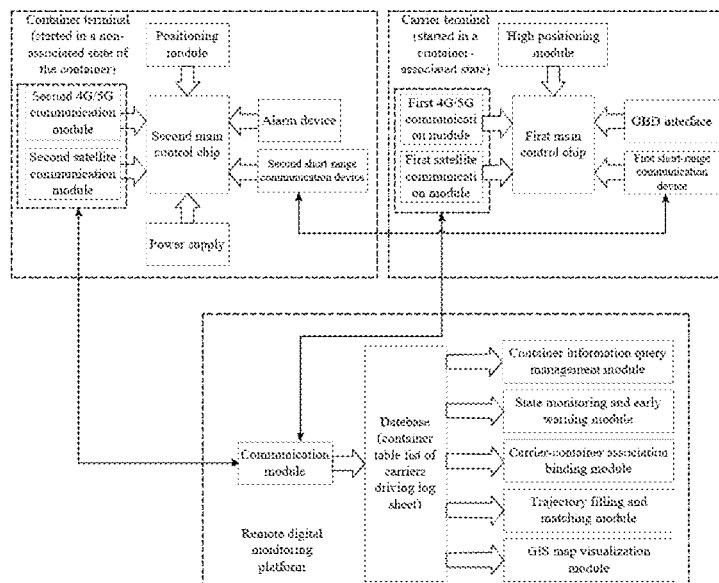 Container terminal
(started in a non-
associated state of
the container)
Positioning
module
Second 4G/5G
communication
module
Second satellite
communication
module
Second main
control chip
Alarm device
Second short-range
communication device
Power supply
Carrier terminal
(started in a
container-
associated state)
High positioning
module
First 4G/5G
communicati
on module
First satellite
communicati
on module
First main
control chip
OBD interface
First short-range
communication
device
Communication
module
Remote digital
monitoring
platform
Database
(container
table list of
carriers
driving log
sheet)
Container information query
management module
State monitoring and early
warning module
Carrier-container association
binding module
Trajectory filling and
matching module
GIS map visualization
module